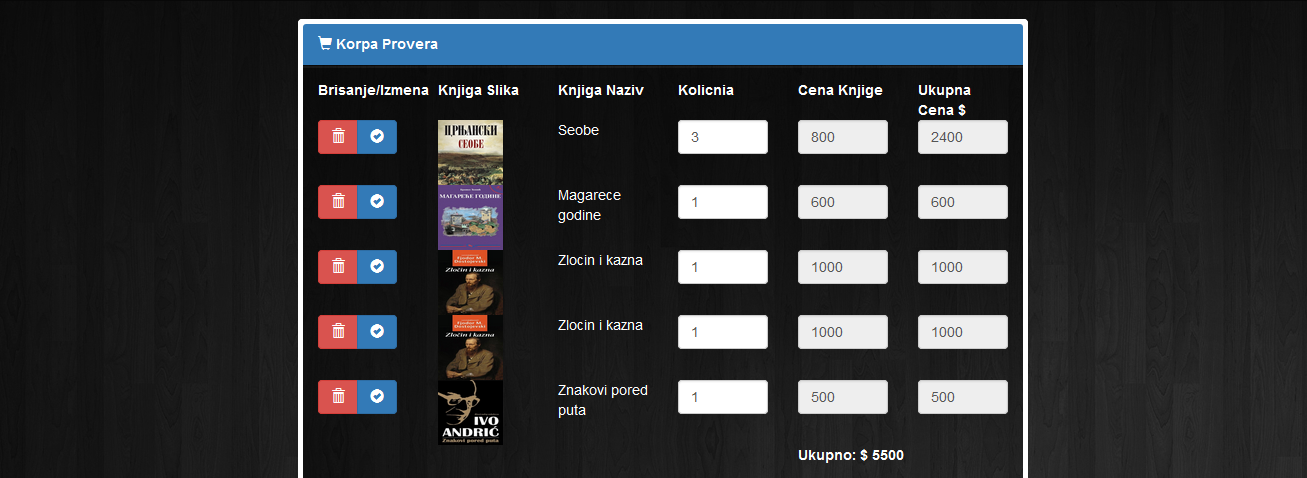 Korpa Provera
Brisanje/Izmena Knjiga Slika Knjiga Naziv Kolicnia Cena Knjige Ukupna
Cena $
ЦРЊАНСКИ
СЕОБЕ
Seobe 3 800 2400
МАГАРЕЋЕ ГОДИНЕ
Magarece 1 600 600
godine
Zločin i kazna
Zlocin i kazna 1 1000 1000
Zločin i kazna
Zlocin i kazna 1 1000 1000
Znakovi pored 1 500 500
puta
IVO
ANDRIĆ
Znakovi pored puta
Ukupno: $ 5500